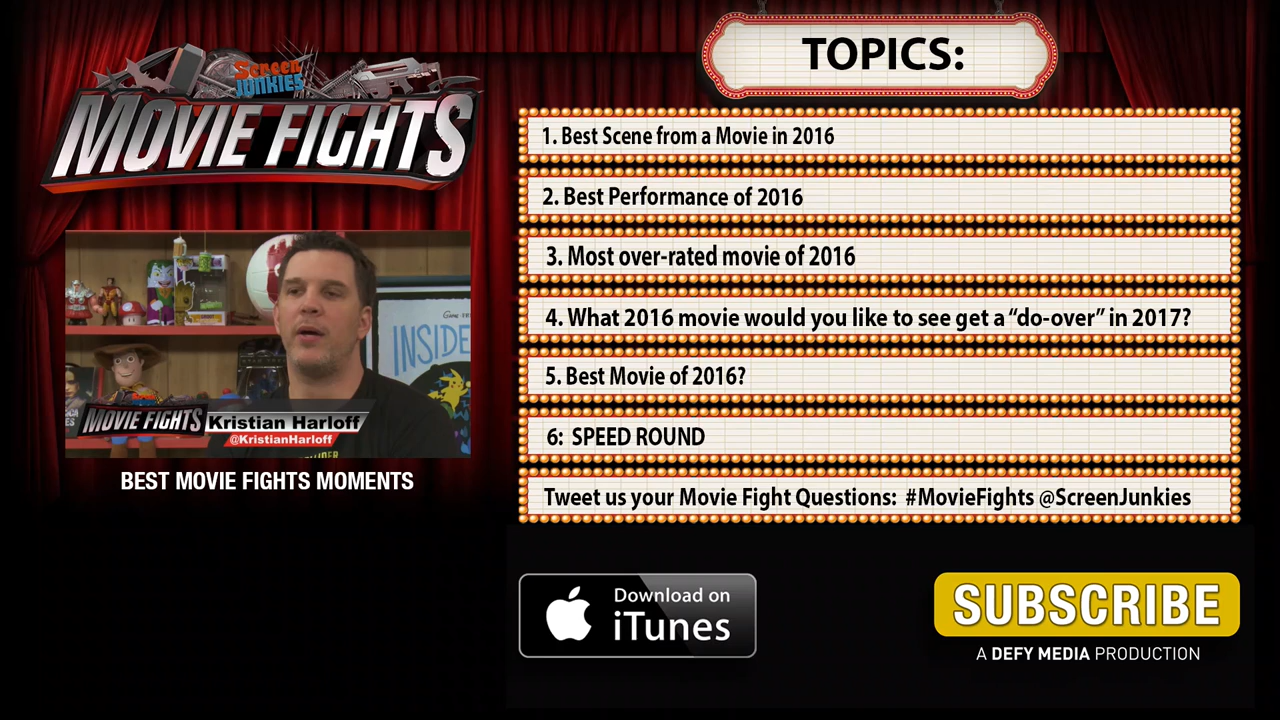 Screen
JUNKIES
MOVIE FIGHTS
TOPICS:
1. Best Scene from a Movie in 2016
2. Best Performance of 2016
3. Most over-rated movie of 2016
4. What 2016 movie would you like to see get a “do-over” in 2017?
5. Best Movie of 2016?
6:  SPEED ROUND
Tweet us your Movie Fight Questions:  #MovieFights @ScreenJunkies
INSIDE
MOVIE FIGHTS
Kristian Harloff
@KristianHarloff
BEST MOVIE FIGHTS MOMENTS
Download on
iTunes
SUBSCRIBE
A DEFY MEDIA PRODUCTION